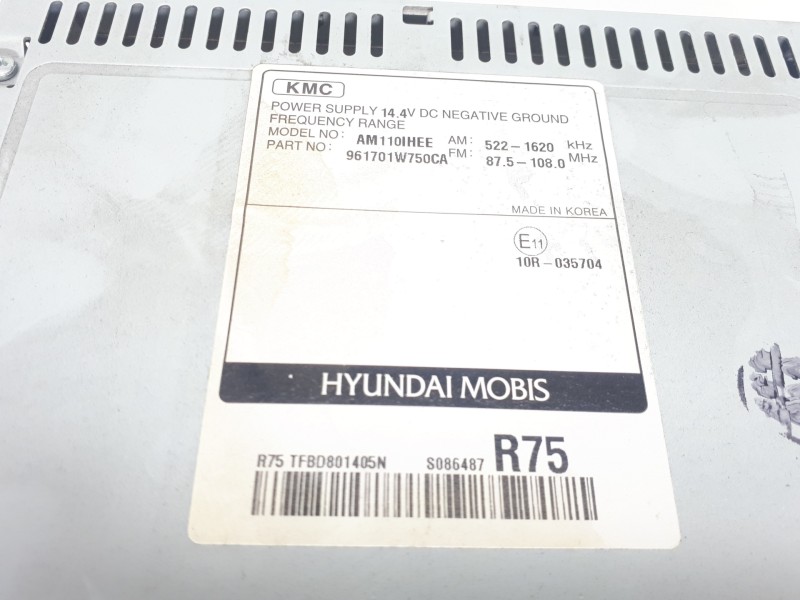 KMC
POWER SUPPLY 14.4V DC NEGATIVE GROUND
FREQUENCY RANGE
MODEL NO: AM110IHEE AM: 522-1620 kHz
PART NO: 961701W750CA FM: 87.5-108.0 MHz
MADE IN KOREA
E11
10R-035704
HYUNDAI MOBIS
R75 TFBD801405N S086487 R75